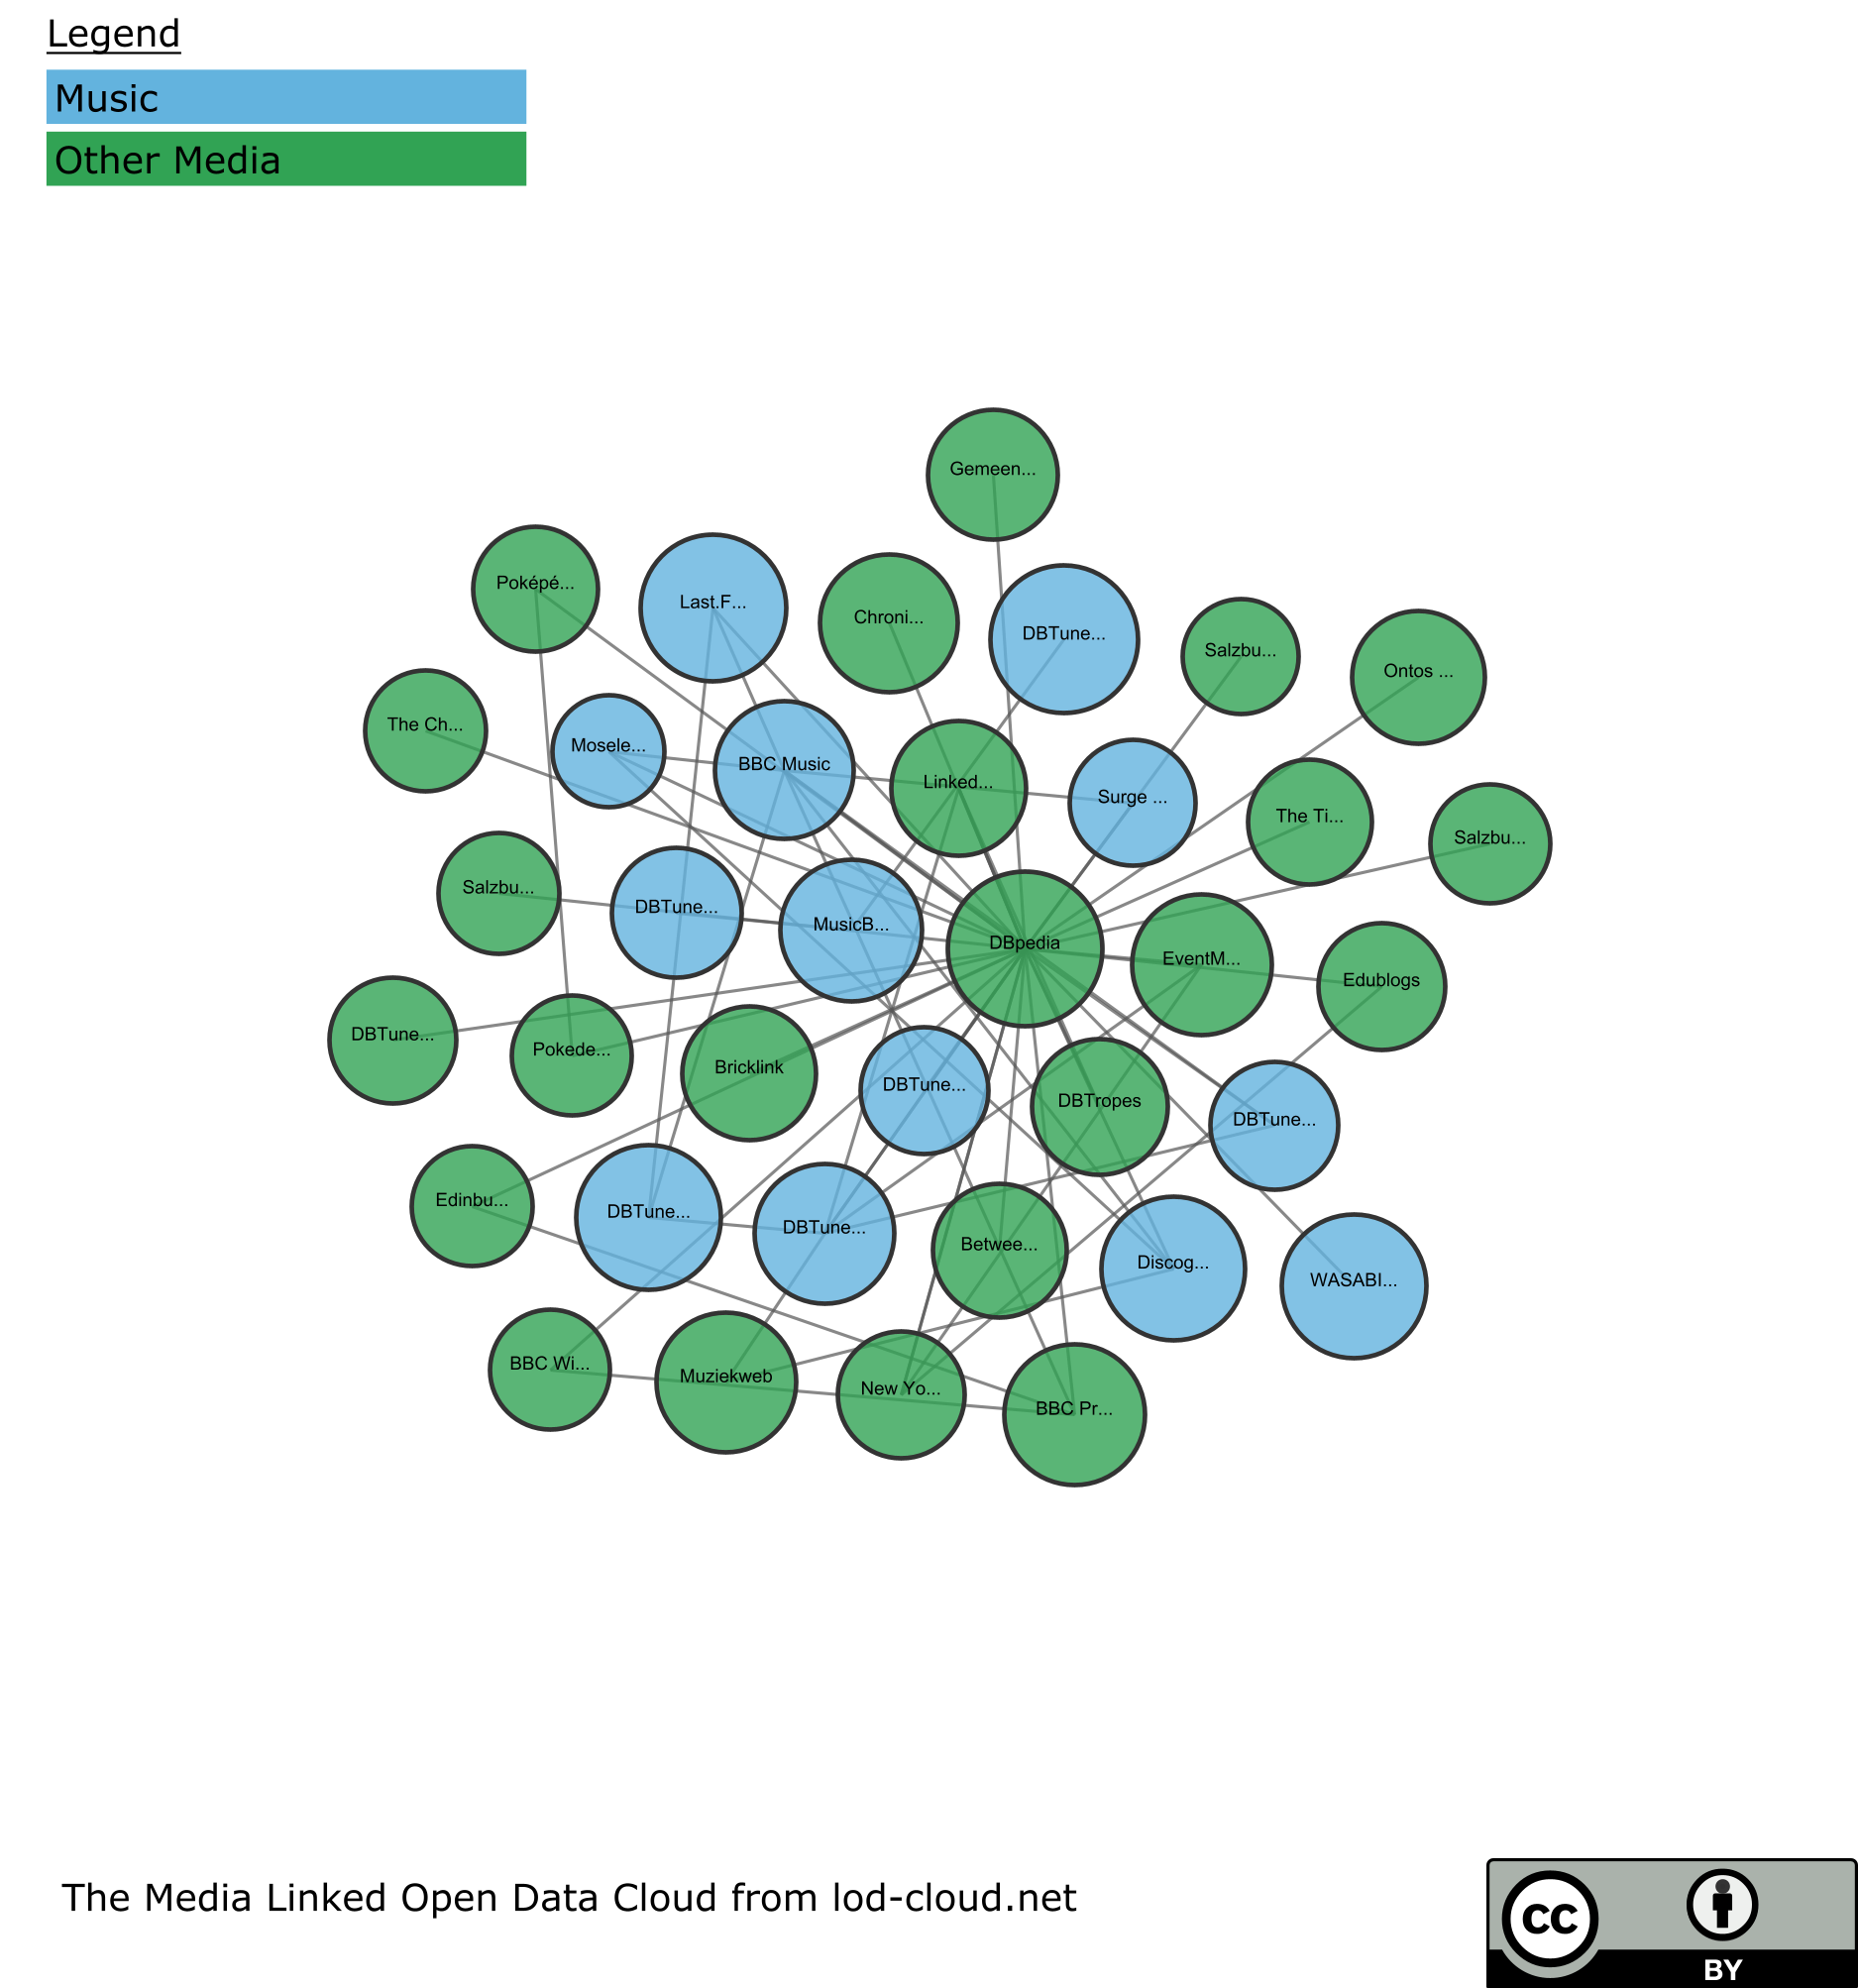 Legend
Music
Other Media
Gemeen...
Poképé...
Last.F...
Chroni...
DBTune...
Salzbu...
Ontos ...
The Ch...
Mosele...
BBC Music
Linked...
Surge ...
The Ti...
Salzbu...
Salzbu...
DBTune...
MusicB...
DBpedia
EventM...
Edublogs
DBTune...
Pokede...
Bricklink
DBTune...
DBTropes
DBTune...
Edinbu...
DBTune...
DBTune...
Betwee...
Discog...
WASABI...
BBC Wi...
Muziekweb
New Yo...
BBC Pr...
The Media Linked Open Data Cloud from lod-cloud.net
cc
BY